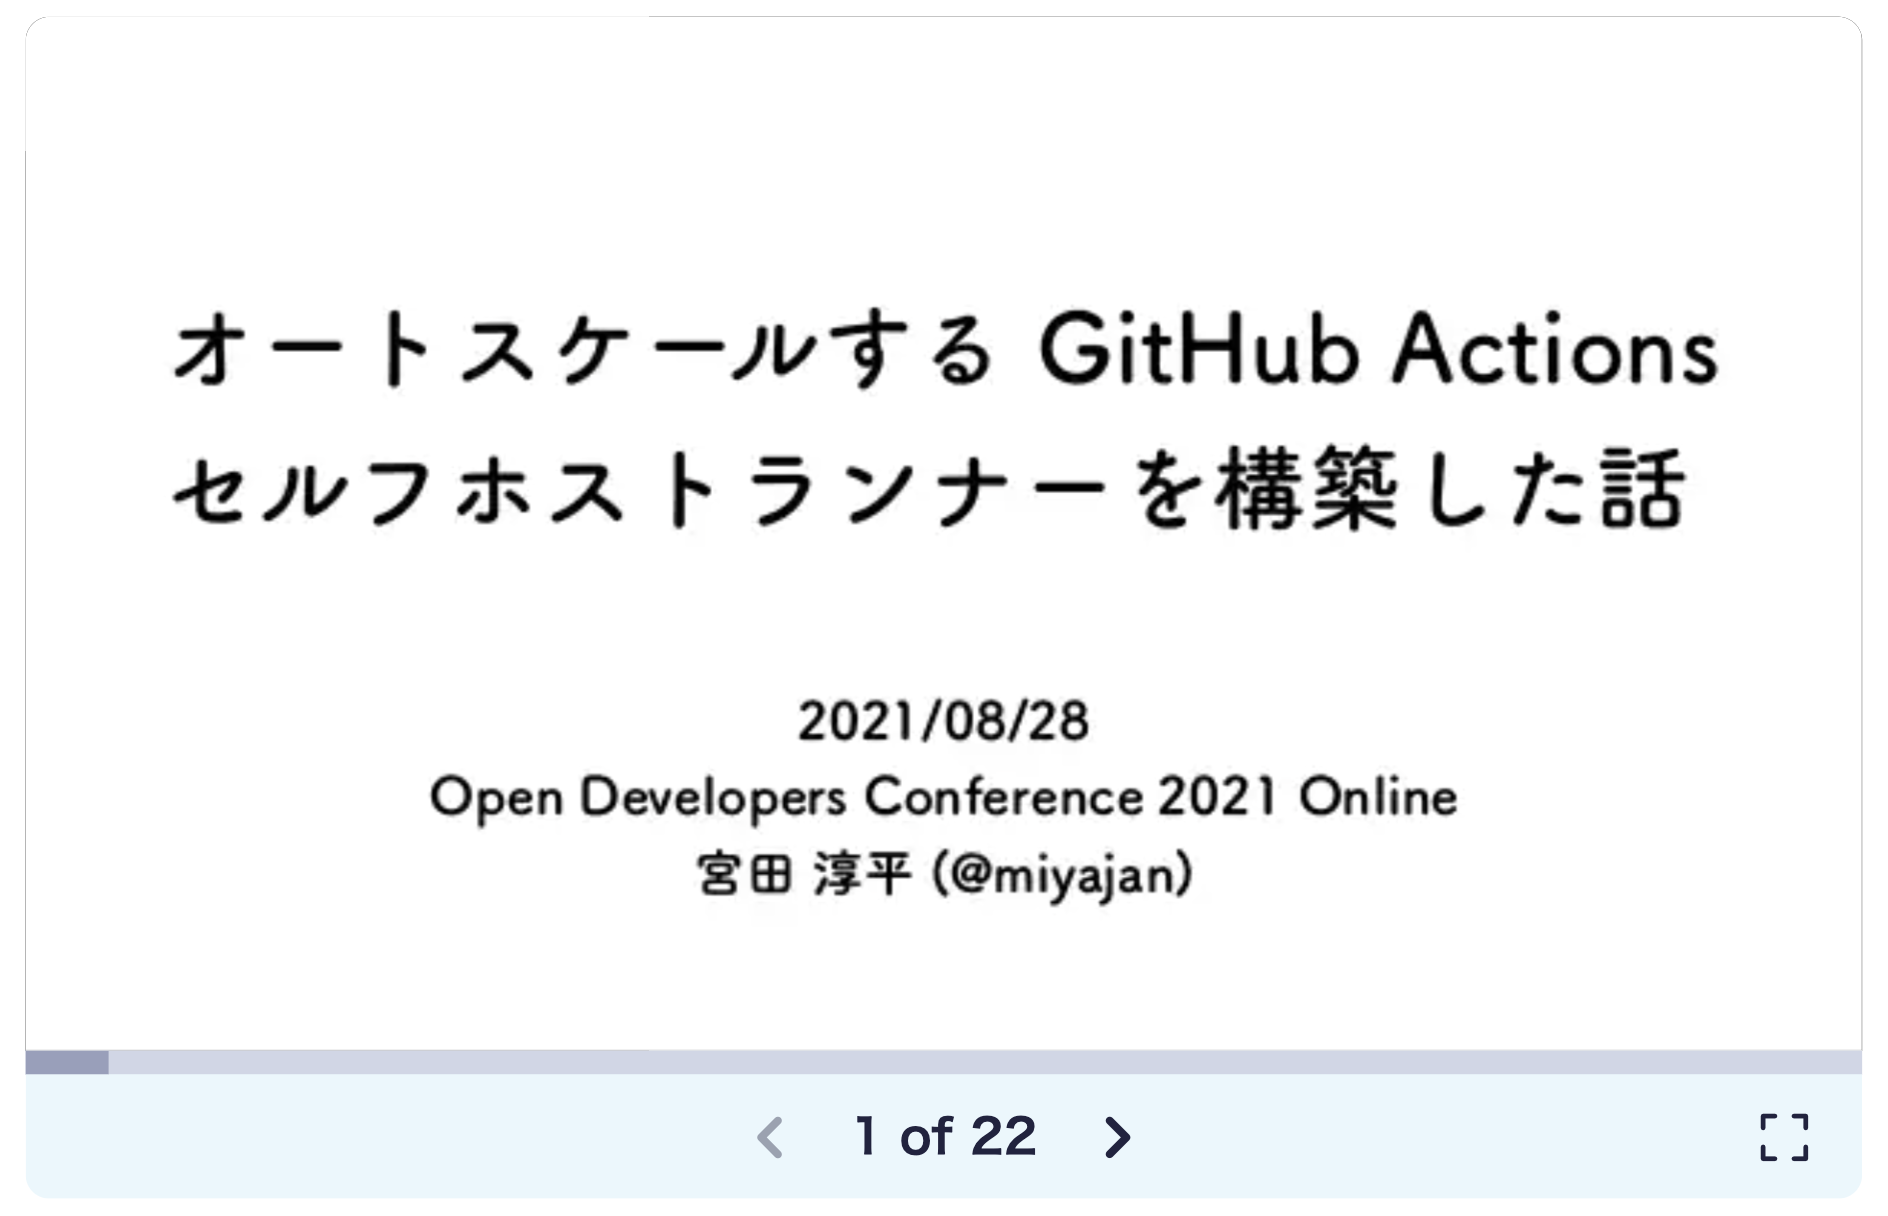 オートスケールする GitHub Actions
セルフホストランナーを構築した話
2021/08/28
Open Developers Conference 2021 Online
宮田 淳平 (@miyajan)
1 of 22